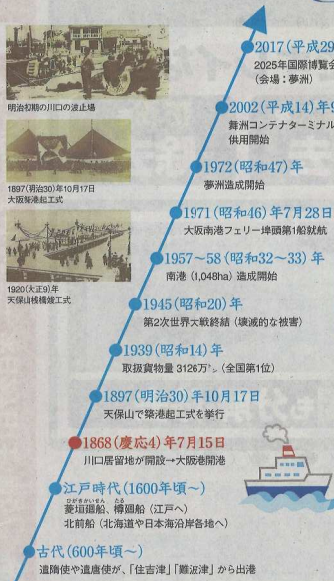 2017(平成29
2025年国際博覧会
(会場:夢洲)
明治初期の川口の波止場
2002(平成14)年9
舞洲コンテナターミナル
供用開始
1897(明治30)年10月17日
大阪築港起工式
1972(昭和47)年
夢洲造成開始
1971(昭和46)年7月28日
大阪南港フェリー埠頭第1船就航
1920(大正9)年
天保山桟橋竣工式
1957~58(昭和32~33)年
南港(1,048ha)造成開始
1945(昭和20)年
第2次世界大戦終結(壊滅的な被害)
1939(昭和14)年
取扱貨物量 3126万㌧(全国第1位)
1897(明治30)年10月17日
天保山で築港起工式を挙行
1868(慶応4)年7月15日
川口居留地が開設→大阪港開港
江戸時代(1600年頃~)
ひがきかいせん たる
菱垣廻船、樽廻船(江戸へ)
北前船(北海道や日本海沿岸各地へ)
古代(600年頃~)
遣隋使や遣唐使が、「住吉津」「難波津」から出港